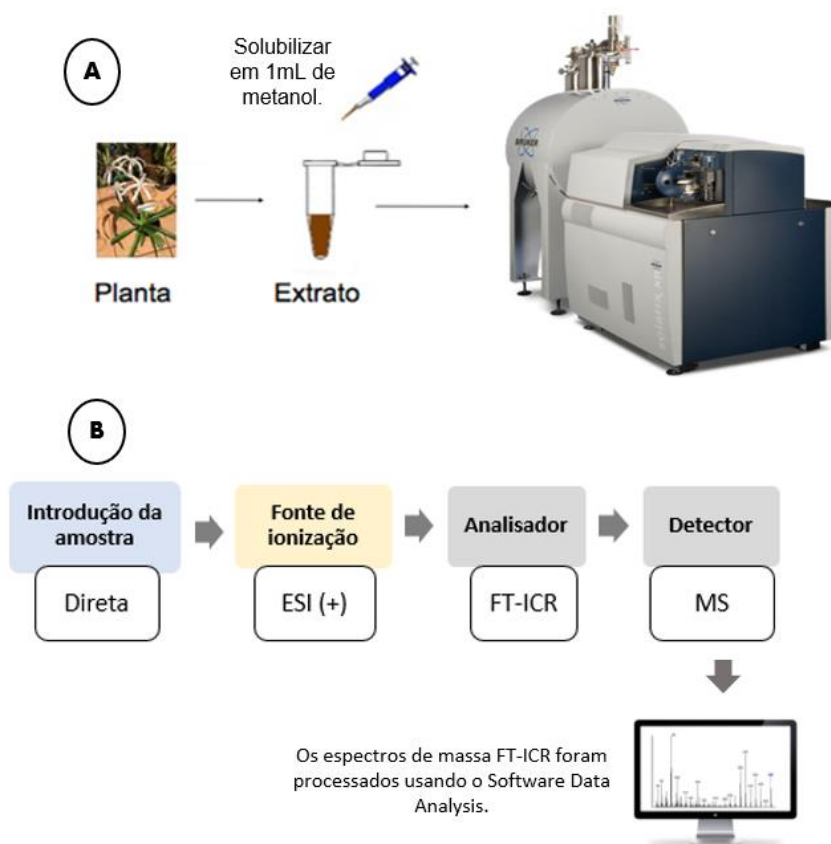 A
Solubilizar
em 1mL de
metanol.
BRUKER
Planta
Extrato
B
Introdução da
amostra
Fonte de
ionização
Analisador
Detector
Direta
ESI (+)
FT-ICR
MS
Os espectros de massa FT-ICR foram
processados usando o Software Data
Analysis.